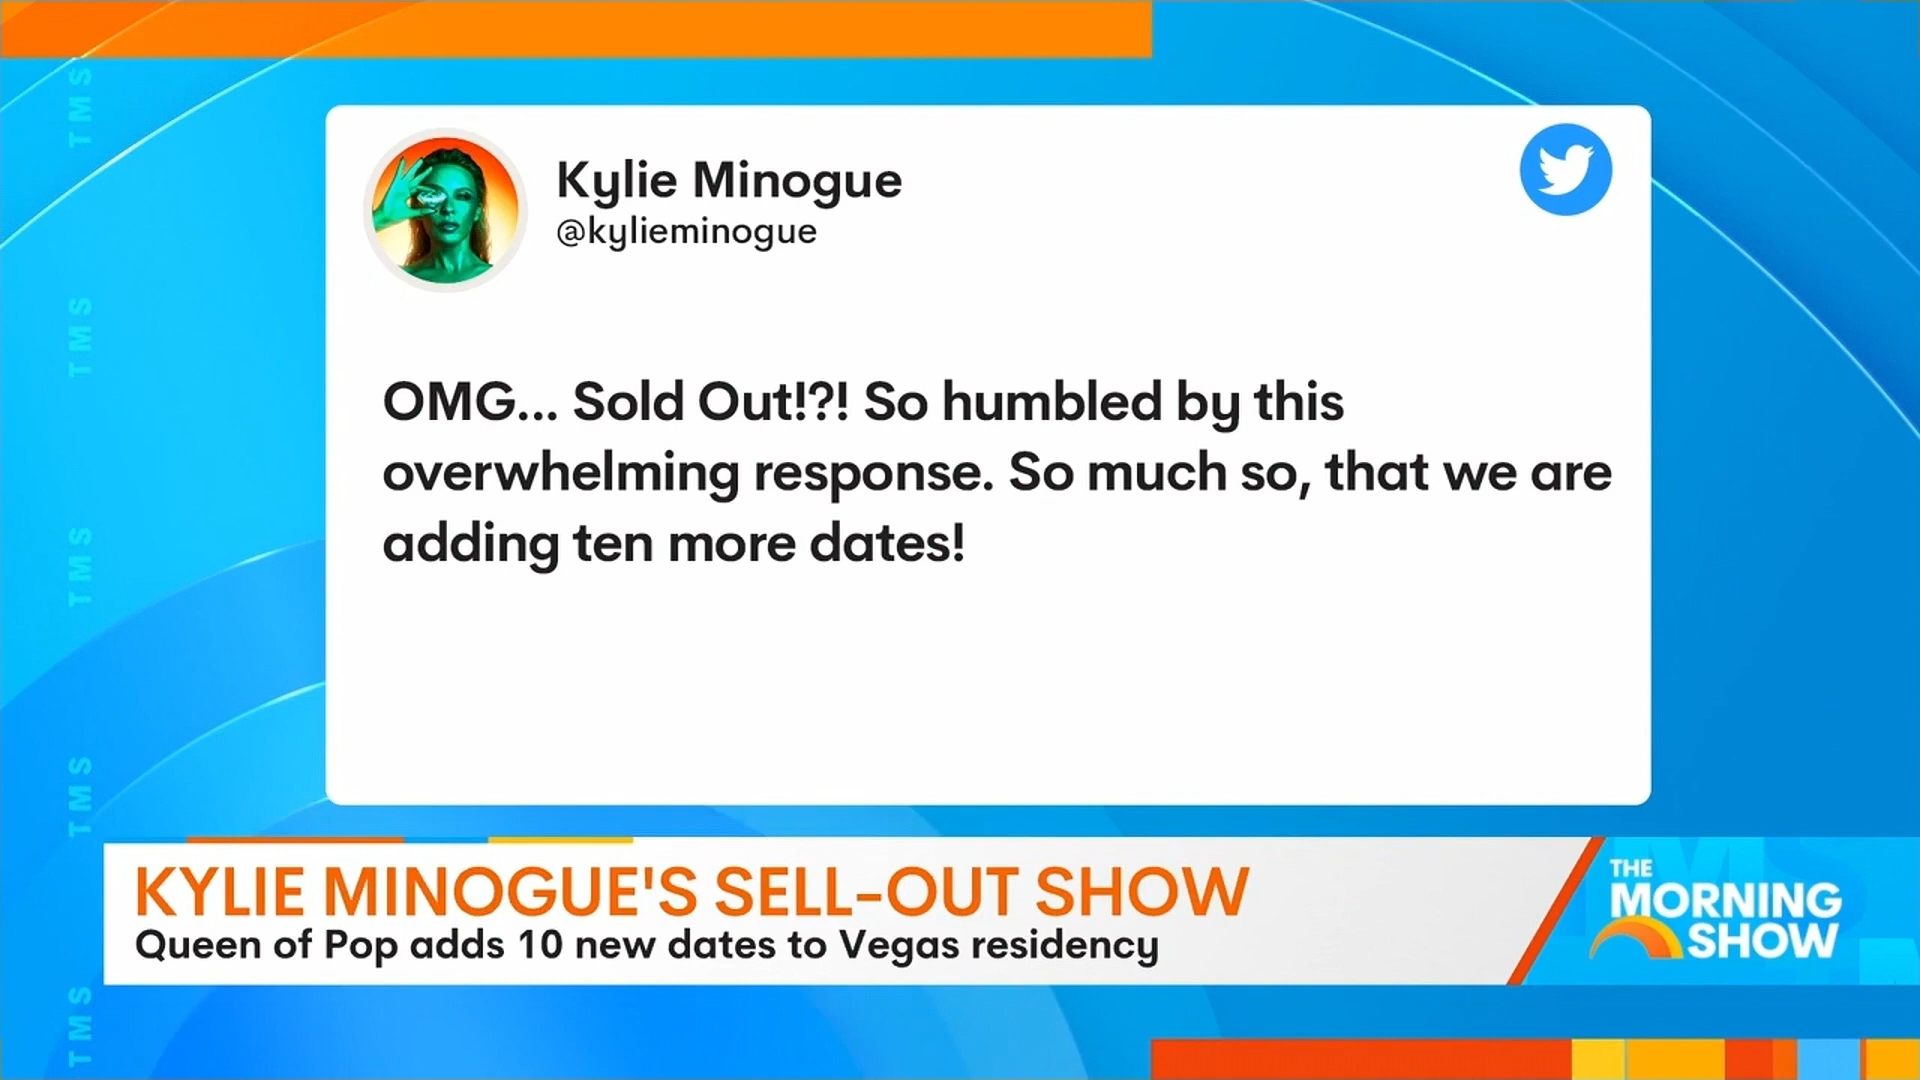 Kylie Minogue
@kylieminogue
OMG... Sold Out!?! So humbled by this
overwhelming response. So much so, that we are
adding ten more dates!
KYLIE MINOGUE'S SELL-OUT SHOW
Queen of Pop adds 10 new dates to Vegas residency
THE
MORNING
SHOW
TMS
TMS
TMS
TMS
TMS